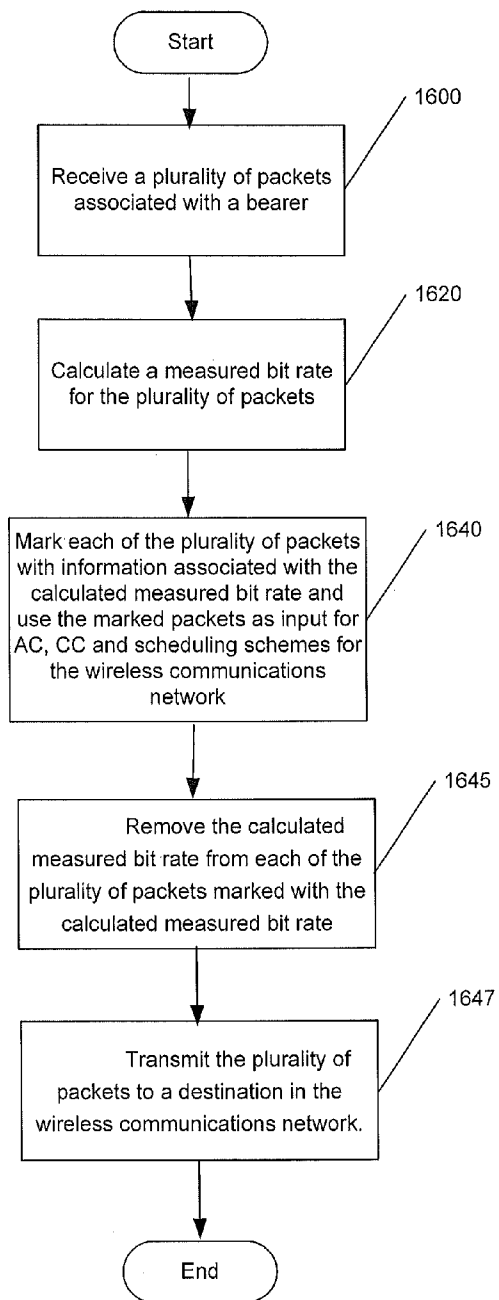 Start
1600
Receive a plurality of packets
associated with a bearer
1620
Calculate a measured bit rate
for the plurality of packets
1640
Mark each of the plurality of packets
with information associated with the
calculated measured bit rate and
use the marked packets as input for
AC, CC and scheduling schemes for
the wireless communications
network
1645
Remove the calculated
measured bit rate from each of the
plurality of packets marked with the
calculated measured bit rate
1647
Transmit the plurality of
packets to a destination in the
wireless communications network.
End